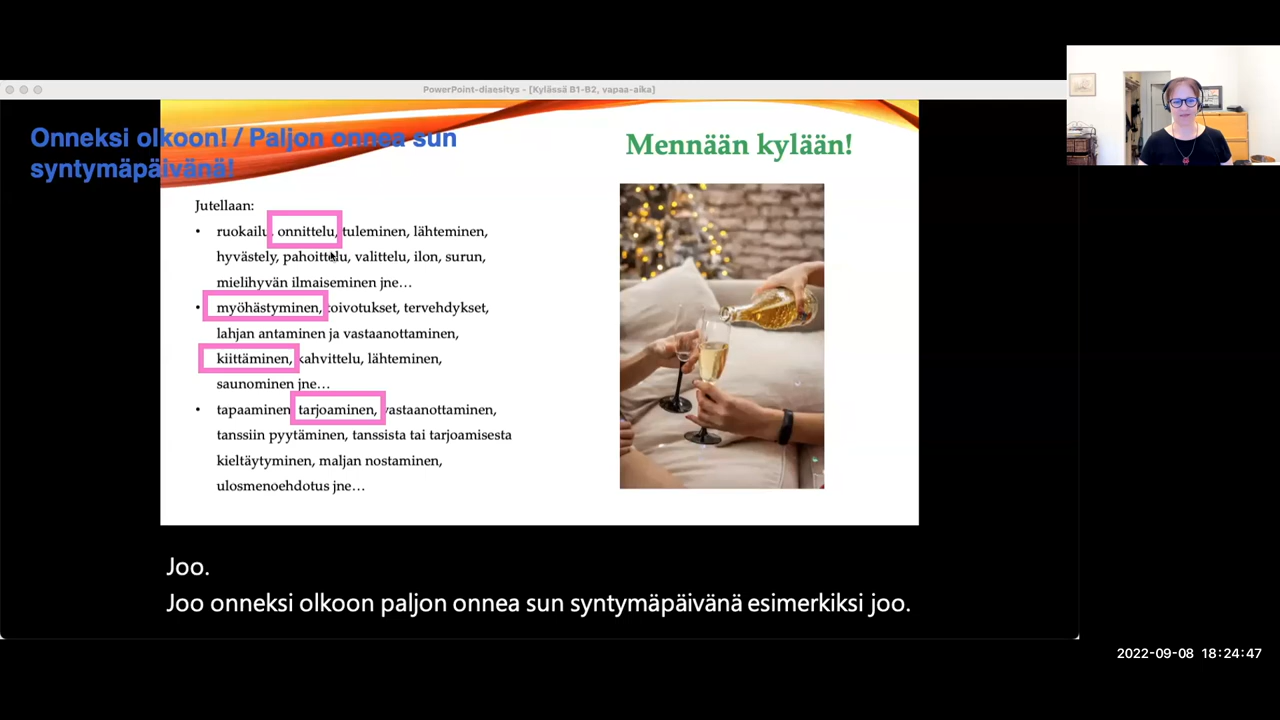 PowerPoint-diaesitys - [Kylässä B1-B2, vapaa-aika]
Onneksi olkoon! / Paljon onnea sun
syntymäpäivänä!
Mennään kylään!
Jutellaan:
• ruokailu, onnittelu, tuleminen, lähteminen,
hyvästely, pahoittelu, valittelu, ilon, surun,
mielihyvän ilmaiseminen jne…
• myöhästyminen, toivotukset, tervehdykset,
lahjan antaminen ja vastaanottaminen,
kiittäminen, kahvittelu, lähteminen,
saunominen jne…
• tapaaminen, tarjoaminen, vastaanottaminen,
tanssiin pyytäminen, tanssista tai tarjoamisesta
kieltäytyminen, maljan nostaminen,
ulosmenoehdotus jne…
Joo.
Joo onneksi olkoon paljon onnea sun syntymäpäivänä esimerkiksi joo.
2022-09-08 18:24:47